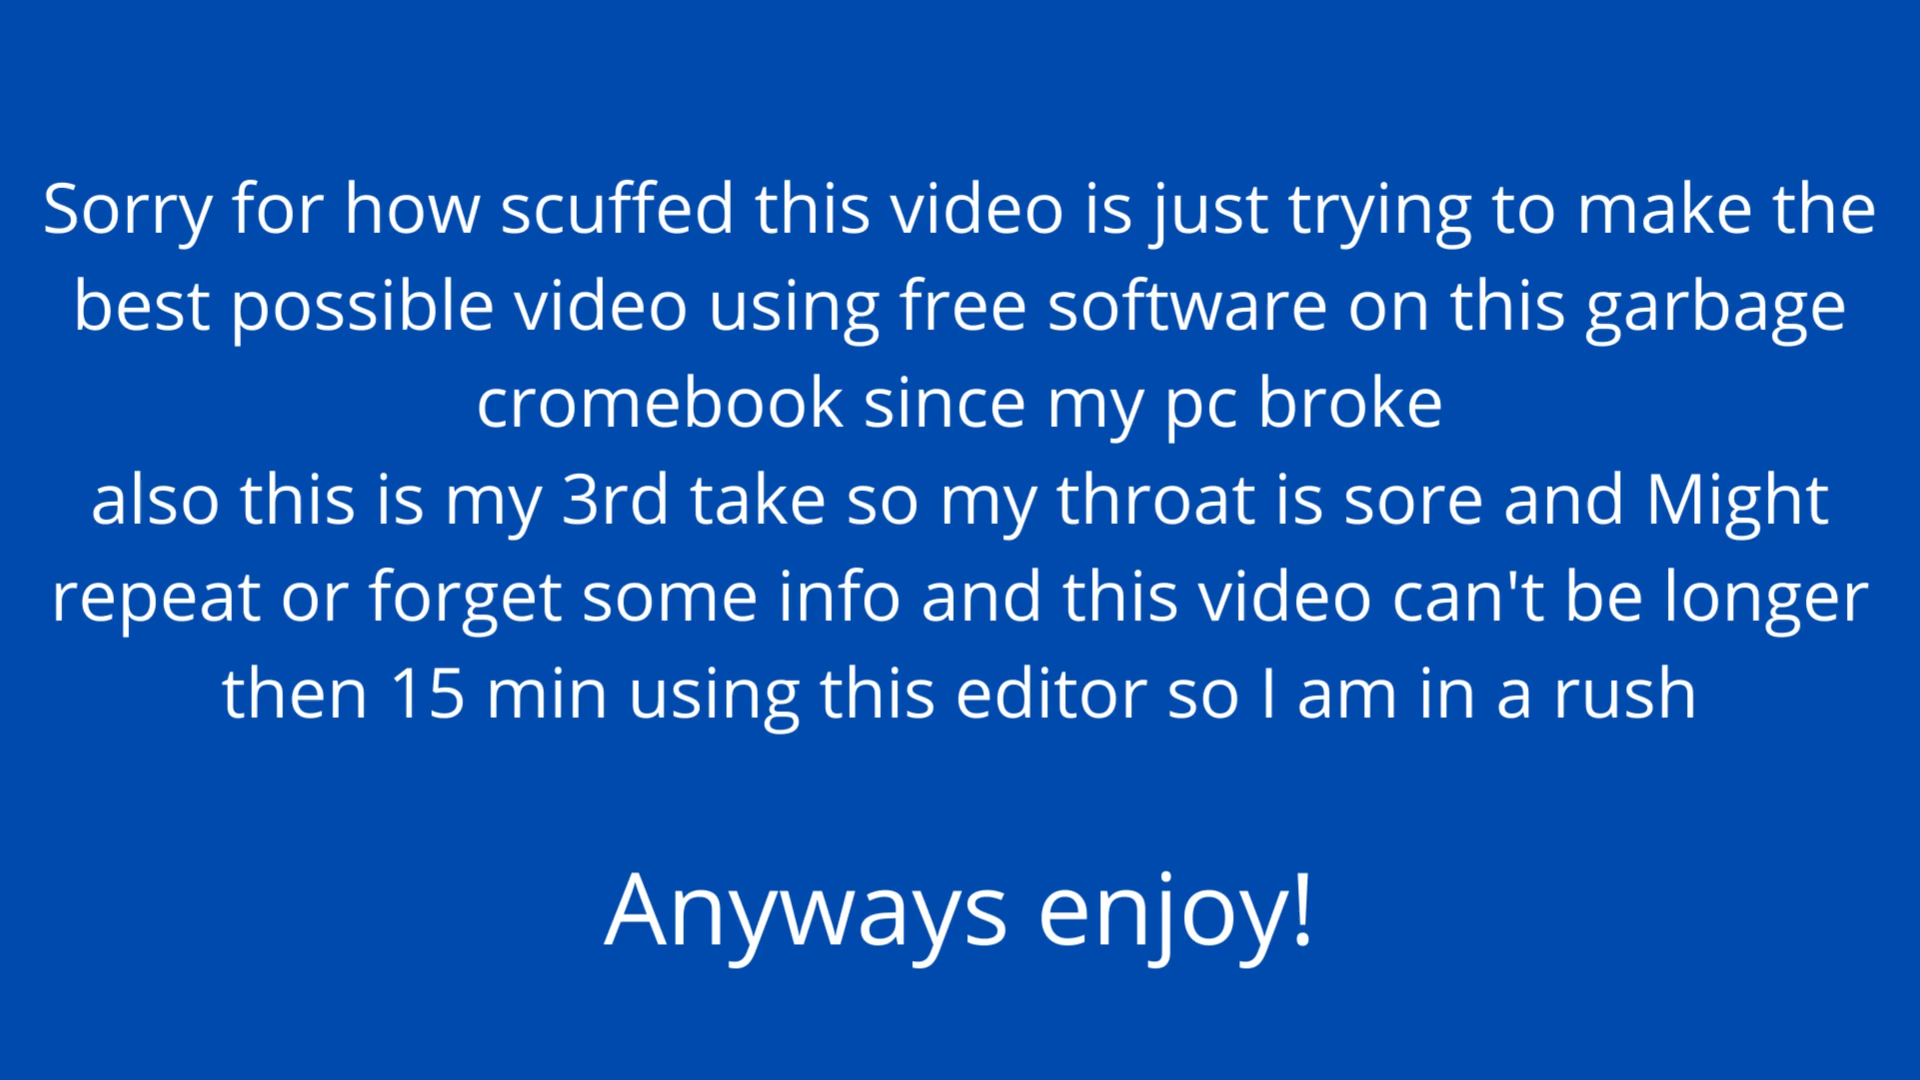 Sorry for how scuffed this video is just trying to make the
best possible video using free software on this garbage
cromebook since my pc broke
also this is my 3rd take so my throat is sore and Might
repeat or forget some info and this video can't be longer
then 15 min using this editor so I am in a rush
Anyways enjoy!